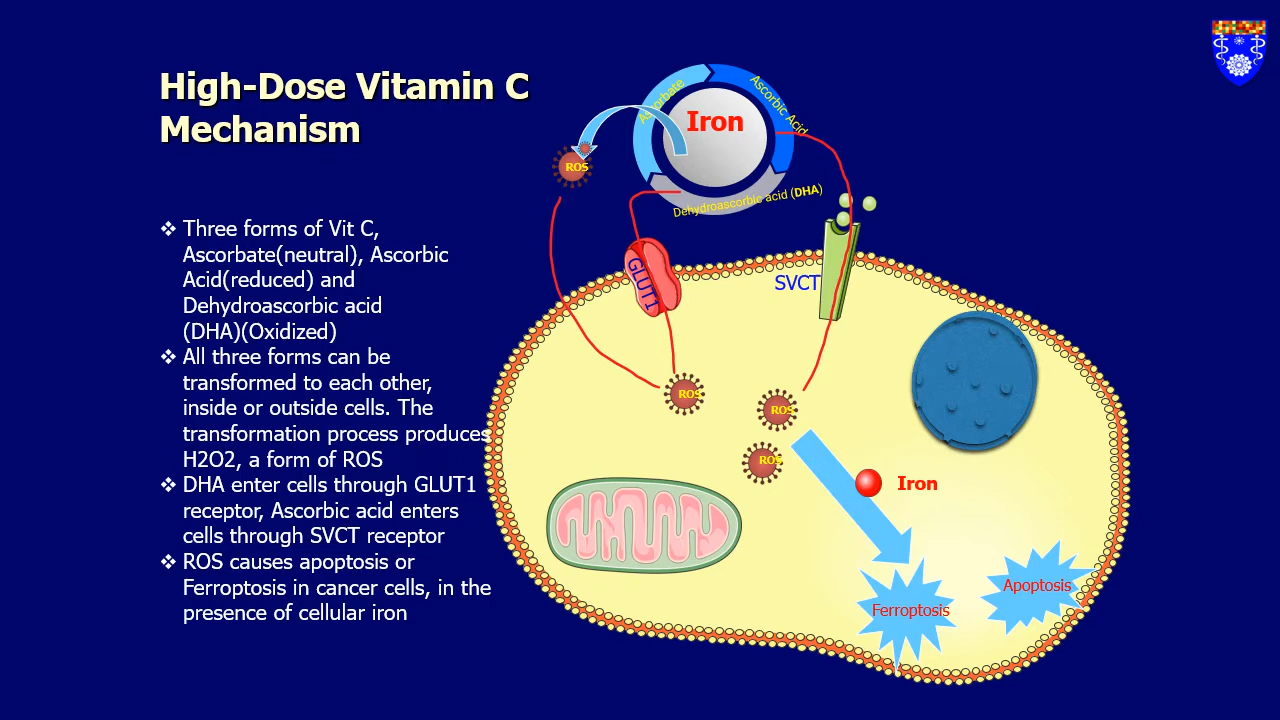 High-Dose Vitamin C
Mechanism
❖ Three forms of Vit C,
Ascorbate(neutral), Ascorbic
Acid(reduced) and
Dehydroascorbic acid
(DHA)(Oxidized)
❖ All three forms can be
transformed to each other,
inside or outside cells. The
transformation process produces
H2O2, a form of ROS
❖ DHA enter cells through GLUT1
receptor, Ascorbic acid enters
cells through SVCT receptor
❖ ROS causes apoptosis or
Ferroptosis in cancer cells, in the
presence of cellular iron
Ascorbate
Ascorbic Acid
Iron
ROS
Dehydroascorbic acid (DHA)
GLUT1
SVCT
ROS
ROS
ROS
Iron
Ferroptosis
Apoptosis